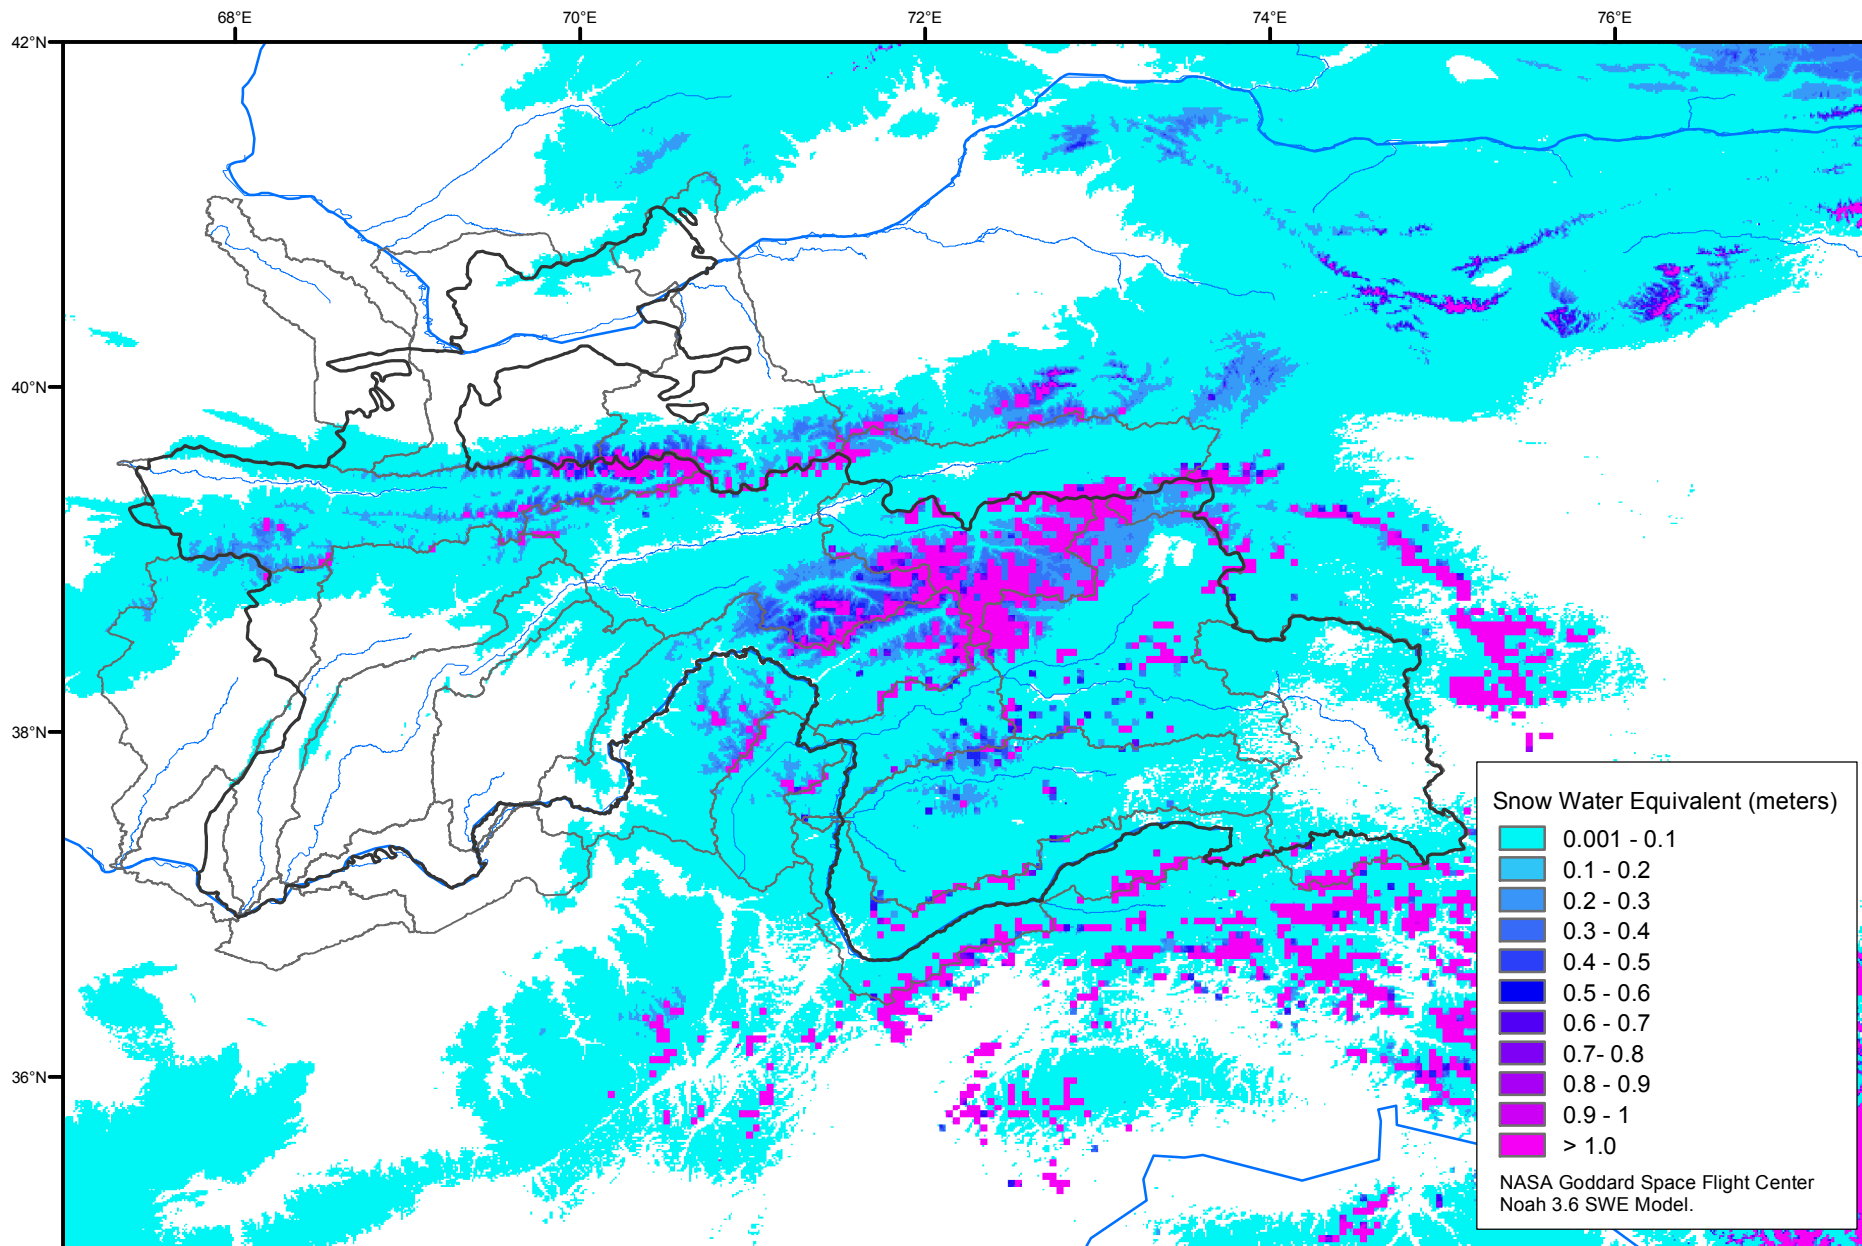 68°E
70°E
72°E
74°E
76°E
42°N
40°N
38°N
36°N
Snow Water Equivalent (meters)
0.001 - 0.1
0.1 - 0.2
0.2 - 0.3
0.3 - 0.4
0.4 - 0.5
0.5 - 0.6
0.6 - 0.7
0.7- 0.8
0.8 - 0.9
0.9 - 1
> 1.0
NASA Goddard Space Flight Center
Noah 3.6 SWE Model.